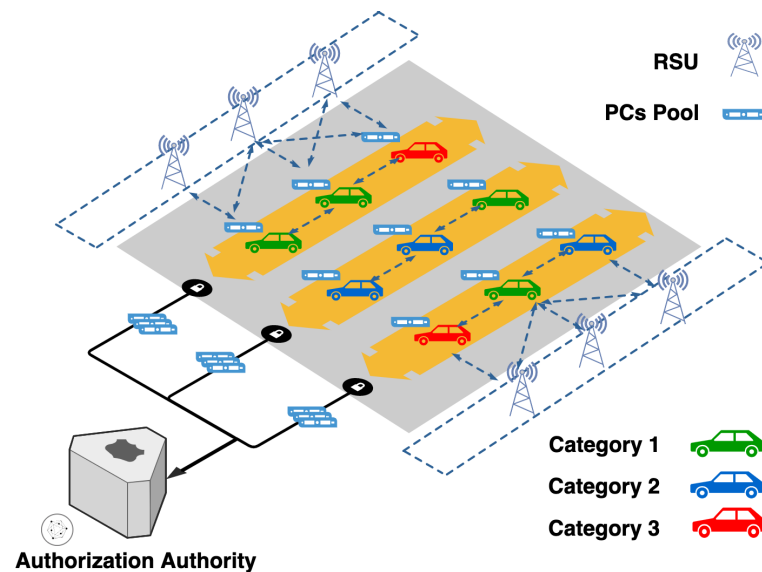 RSU
PCs Pool
Category 1
Category 2
Category 3
Authorization Authority